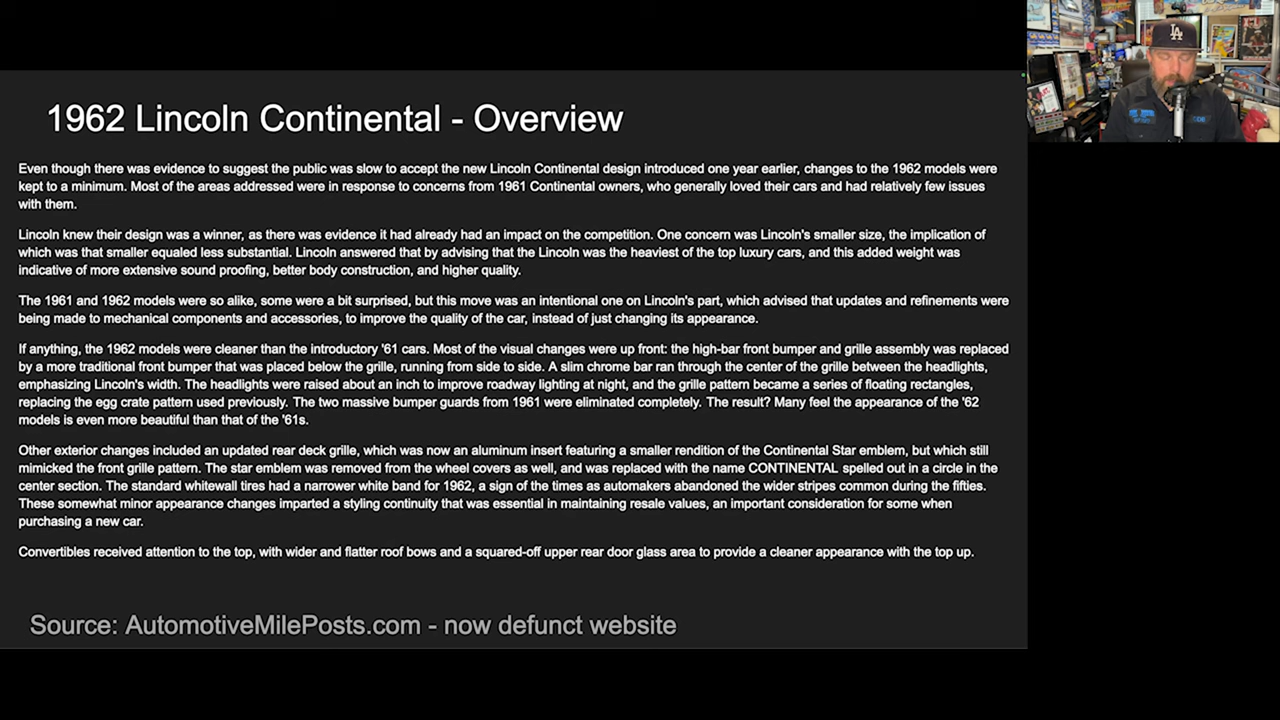 1962 Lincoln Continental - Overview
Even though there was evidence to suggest the public was slow to accept the new Lincoln Continental design introduced one year earlier, changes to the 1962 models were
kept to a minimum. Most of the areas addressed were in response to concerns from 1961 Continental owners, who generally loved their cars and had relatively few issues
with them.
Lincoln knew their design was a winner, as there was evidence it had already had an impact on the competition. One concern was Lincoln's smaller size, the implication of
which was that smaller equaled less substantial. Lincoln answered that by advising that the Lincoln was the heaviest of the top luxury cars, and this added weight was
indicative of more extensive sound proofing, better body construction, and higher quality.
The 1961 and 1962 models were so alike, some were a bit surprised, but this move was an intentional one on Lincoln's part, which advised that updates and refinements were
being made to mechanical components and accessories, to improve the quality of the car, instead of just changing its appearance.
If anything, the 1962 models were cleaner than the introductory '61 cars. Most of the visual changes were up front: the high-bar front bumper and grille assembly was replaced
by a more traditional front bumper that was placed below the grille, running from side to side. A slim chrome bar ran through the center of the grille between the headlights,
emphasizing Lincoln's width. The headlights were raised about an inch to improve roadway lighting at night, and the grille pattern became a series of floating rectangles,
replacing the egg crate pattern used previously. The two massive bumper guards from 1961 were eliminated completely. The result? Many feel the appearance of the '62
models is even more beautiful than that of the '61s.
Other exterior changes included an updated rear deck grille, which was now an aluminum insert featuring a smaller rendition of the Continental Star emblem, but which still
mimicked the front grille pattern. The star emblem was removed from the wheel covers as well, and was replaced with the name CONTINENTAL spelled out in a circle in the
center section. The standard whitewall tires had a narrower white band for 1962, a sign of the times as automakers abandoned the wider stripes common during the fifties.
These somewhat minor appearance changes imparted a styling continuity that was essential in maintaining resale values, an important consideration for some when
purchasing a new car.
Convertibles received attention to the top, with wider and flatter roof bows and a squared-off upper rear door glass area to provide a cleaner appearance with the top up.
Source: AutomotiveMilePosts.com - now defunct website
LA